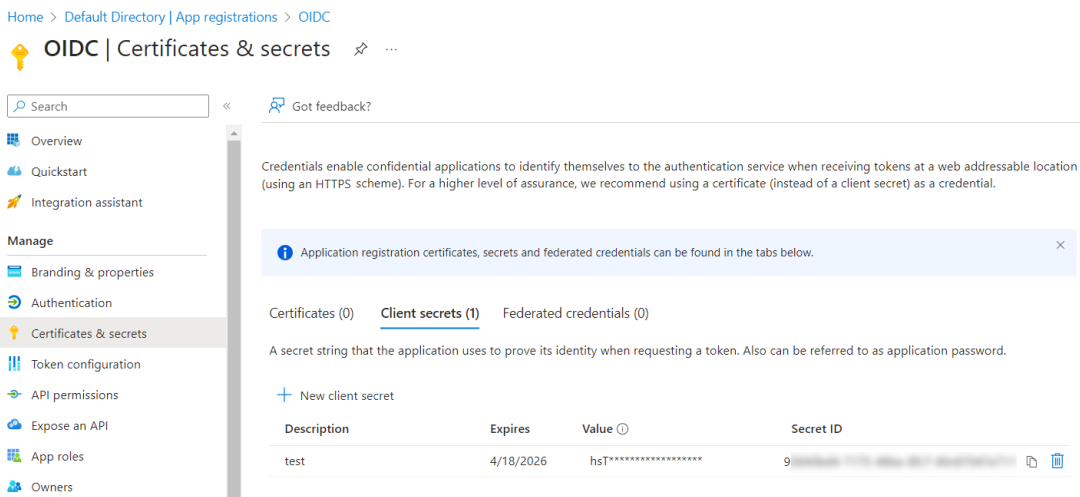 Home > Default Directory | App registrations > OIDC
OIDC | Certificates & secrets
Search
Got feedback?
Overview
Quickstart
Integration assistant
Manage
Branding & properties
Authentication
Certificates & secrets
Token configuration
API permissions
Expose an API
App roles
Owners
Credentials enable confidential applications to identify themselves to the authentication service when receiving tokens at a web addressable location
(using an HTTPS scheme). For a higher level of assurance, we recommend using a certificate (instead of a client secret) as a credential.
Application registration certificates, secrets and federated credentials can be found in the tabs below.
Certificates (0) Client secrets (1) Federated credentials (0)
A secret string that the application uses to prove its identity when requesting a token. Also can be referred to as application password.
New client secret
Description Expires Value Secret ID
test 4/18/2026 hsT****************** 9